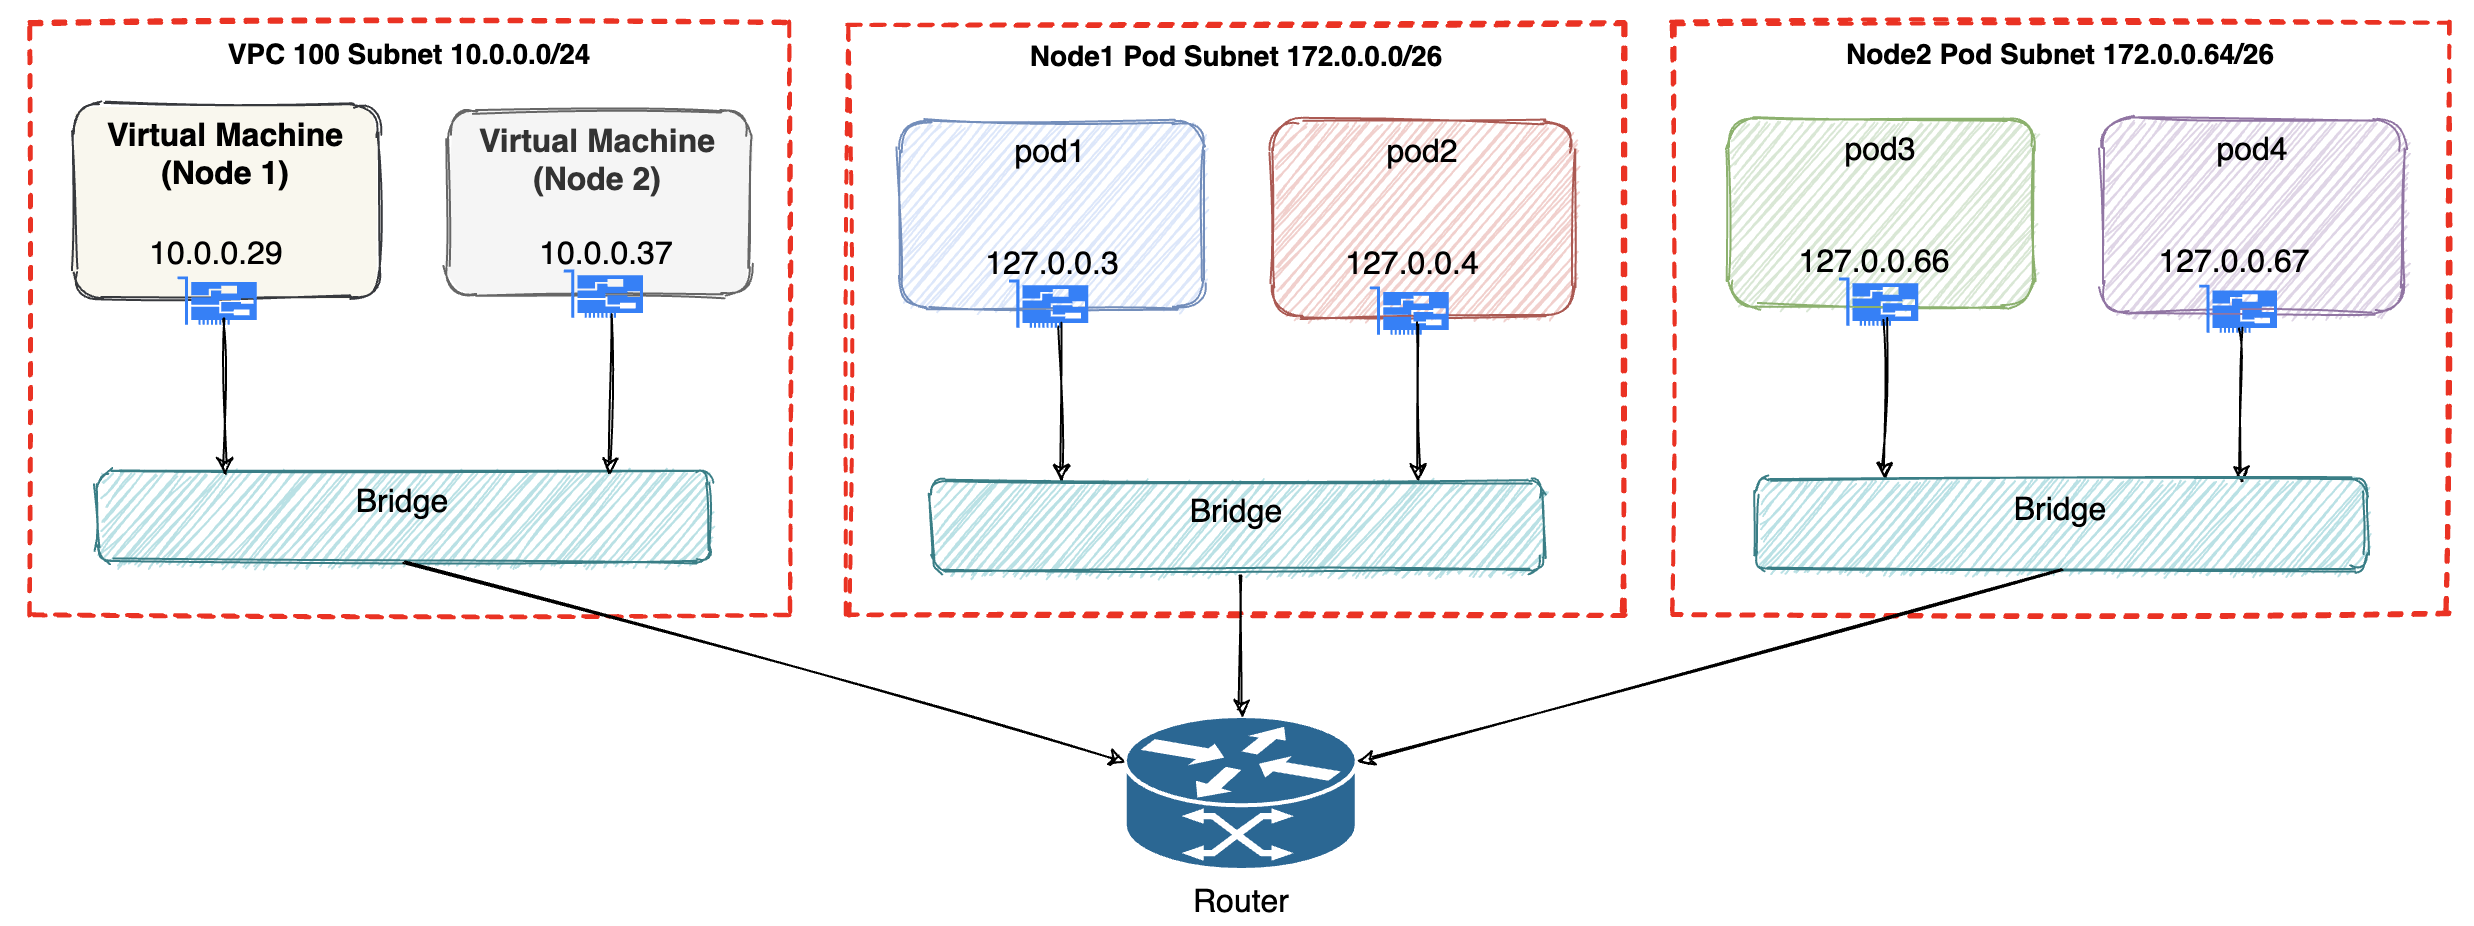 VPC 100 Subnet 10.0.0.0/24
Virtual Machine
(Node 1)
10.0.0.29
Virtual Machine
(Node 2)
10.0.0.37
Bridge
Node1 Pod Subnet 172.0.0.0/26
pod1
127.0.0.3
pod2
127.0.0.4
Bridge
Node2 Pod Subnet 172.0.0.64/26
pod3
127.0.0.66
pod4
127.0.0.67
Bridge
Router